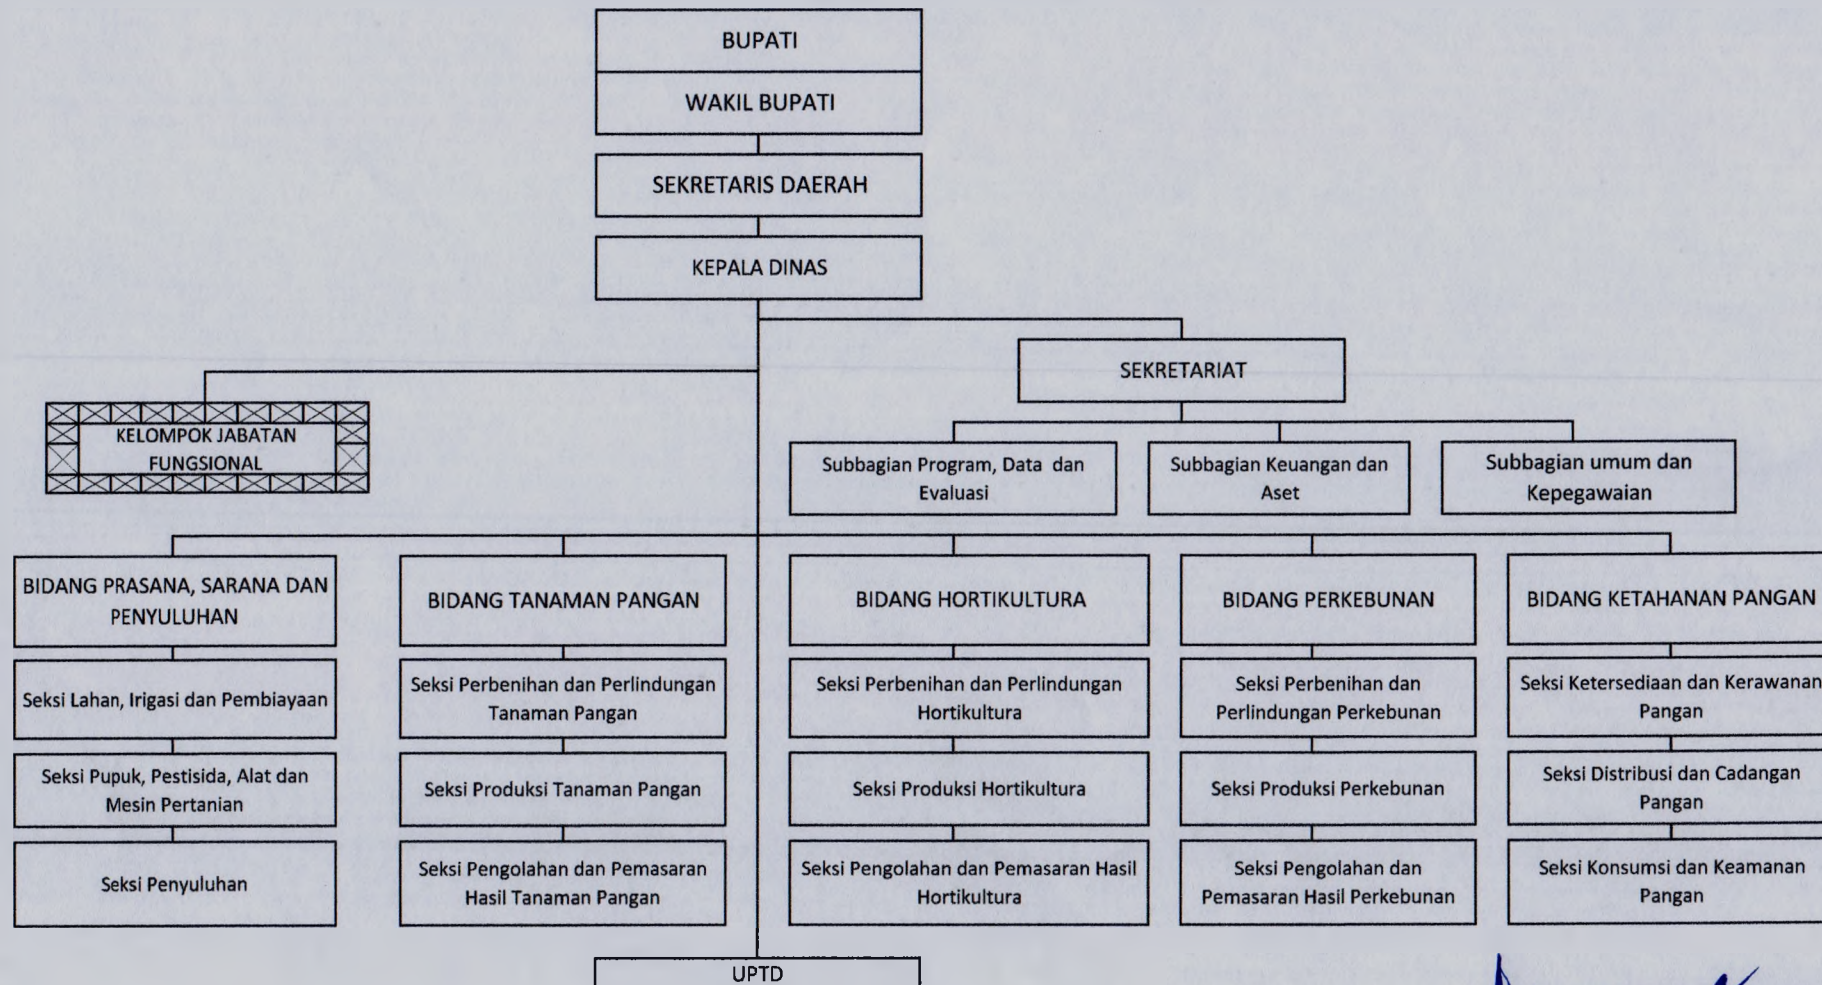 BUPATI
WAKIL BUPATI
SEKRETARIS DAERAH
KEPALA DINAS
SEKRETARIAT
KELOMPOK JABATAN
FUNGSIONAL
Subbagian Program, Data dan
Evaluasi
Subbagian Keuangan dan
Aset
Subbagian umum dan
Kepegawaian
BIDANG PRASANA, SARANA DAN
PENYULUHAN
BIDANG TANAMAN PANGAN
BIDANG HORTIKULTURA
BIDANG PERKEBUNAN
BIDANG KETAHANAN PANGAN
Seksi Lahan, Irigasi dan Pembiayaan
Seksi Perbenihan dan Perlindungan
Tanaman Pangan
Seksi Perbenihan dan Perlindungan
Hortikultura
Seksi Perbenihan dan
Perlindungan Perkebunan
Seksi Ketersediaan dan Kerawanan
Pangan
Seksi Pupuk, Pestisida, Alat dan
Mesin Pertanian
Seksi Produksi Tanaman Pangan
Seksi Produksi Hortikultura
Seksi Produksi Perkebunan
Seksi Distribusi dan Cadangan
Pangan
Seksi Penyuluhan
Seksi Pengolahan dan Pemasaran
Hasil Tanaman Pangan
Seksi Pengolahan dan Pemasaran Hasil
Hortikultura
Seksi Pengolahan dan
Pemasaran Hasil Perkebunan
Seksi Konsumsi dan Keamanan
Pangan
UPTD